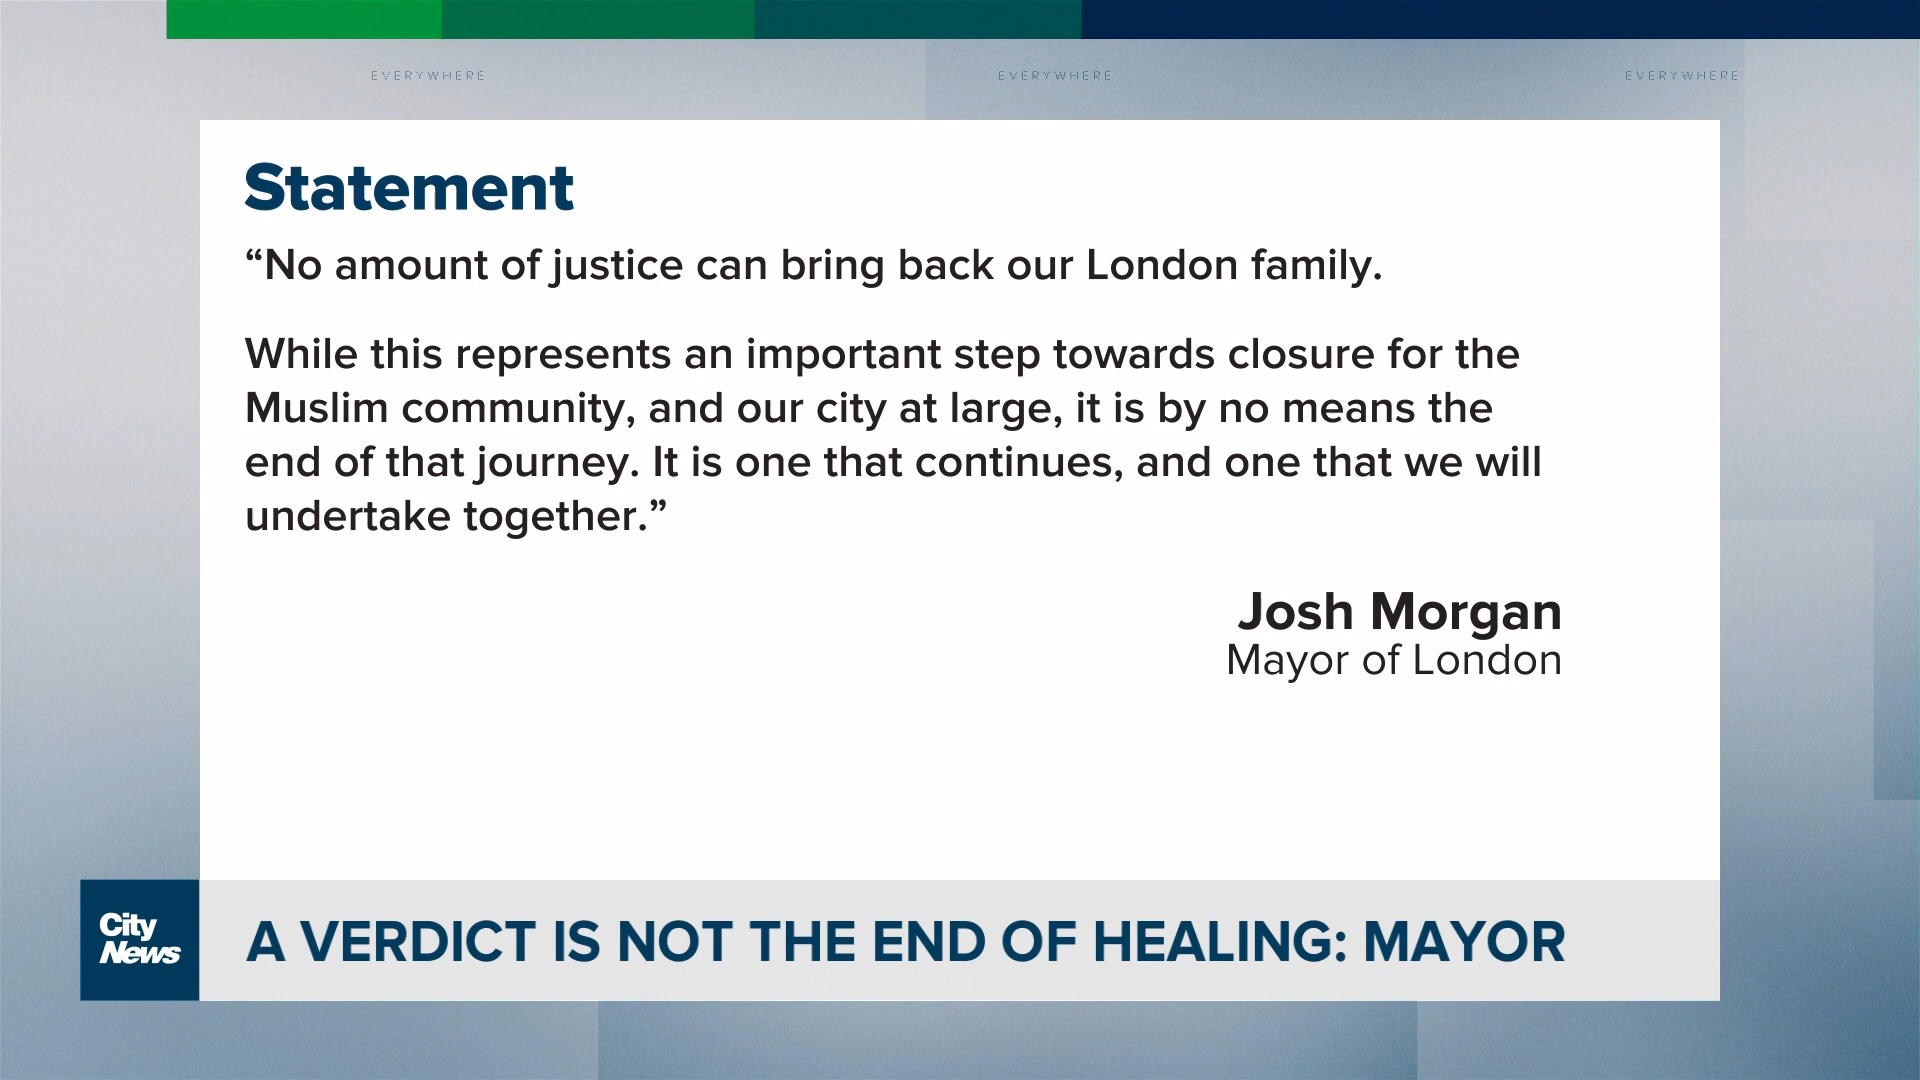 EVERYWHERE EVERYWHERE EVERYWHERE
Statement
“No amount of justice can bring back our London family.
While this represents an important step towards closure for the
Muslim community, and our city at large, it is by no means the
end of that journey. It is one that continues, and one that we will
undertake together.”
Josh Morgan
Mayor of London
City
News
A VERDICT IS NOT THE END OF HEALING: MAYOR